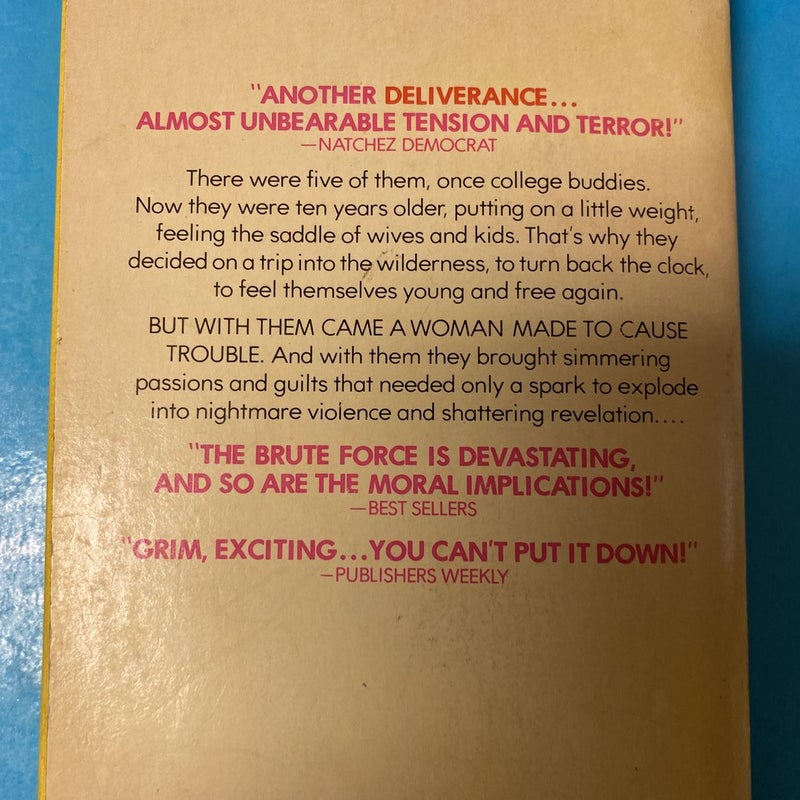 "ANOTHER DELIVERANCE...
ALMOST UNBEARABLE TENSION AND TERROR!"
—NATCHEZ DEMOCRAT
There were five of them, once college buddies.
Now they were ten years older, putting on a little weight,
feeling the saddle of wives and kids. That's why they
decided on a trip into the wilderness, to turn back the clock,
to feel themselves young and free again.
BUT WITH THEM CAME A WOMAN MADE TO CAUSE
TROUBLE. And with them they brought simmering
passions and guilts that needed only a spark to explode
into nightmare violence and shattering revelation....
"THE BRUTE FORCE IS DEVASTATING,
AND SO ARE THE MORAL IMPLICATIONS!"
—BEST SELLERS
"GRIM, EXCITING...YOU CAN'T PUT IT DOWN!"
—PUBLISHERS WEEKLY